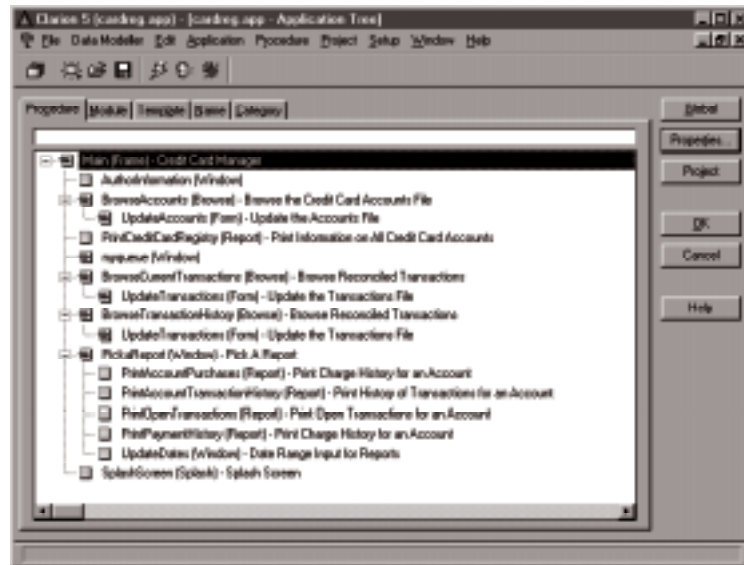 Clarion 5 (cardreg.app) - [cardreg.app - Application Tree]
File Data Modeller Edit Application Procedure Project Setup Window Help
Procedure Module Template Name Category
Global
Properties...
Project
OK
Cancel
Help
Main (Frame) - Credit Card Manager
AuthorInformation (Window)
BrowseAccounts (Browse) - Browse the Credit Card Accounts File
UpdateAccounts (Form) - Update the Accounts File
PrintCreditCardRegistry (Report) - Print Information on All Credit Card Accounts
myqueue (Window)
BrowseCurrentTransactions (Browse) - Browse Reconciled Transactions
UpdateTransactions (Form) - Update the Transactions File
BrowseTransactionHistory (Browse) - Browse Reconciled Transactions
UpdateTransactions (Form) - Update the Transactions File
PickaReport (Window) - Pick A Report
PrintAccountPurchases (Report) - Print Charge History for an Account
PrintAccountTransactionHistory (Report) - Print History of Transactions for an Account
PrintOpenTransactions (Report) - Print Open Transactions for an Account
PrintPaymentHistory (Report) - Print Charge History for an Account
UpdateDates (Window) - Date Range Input for Reports
SplashScreen (Splash) - Splash Screen